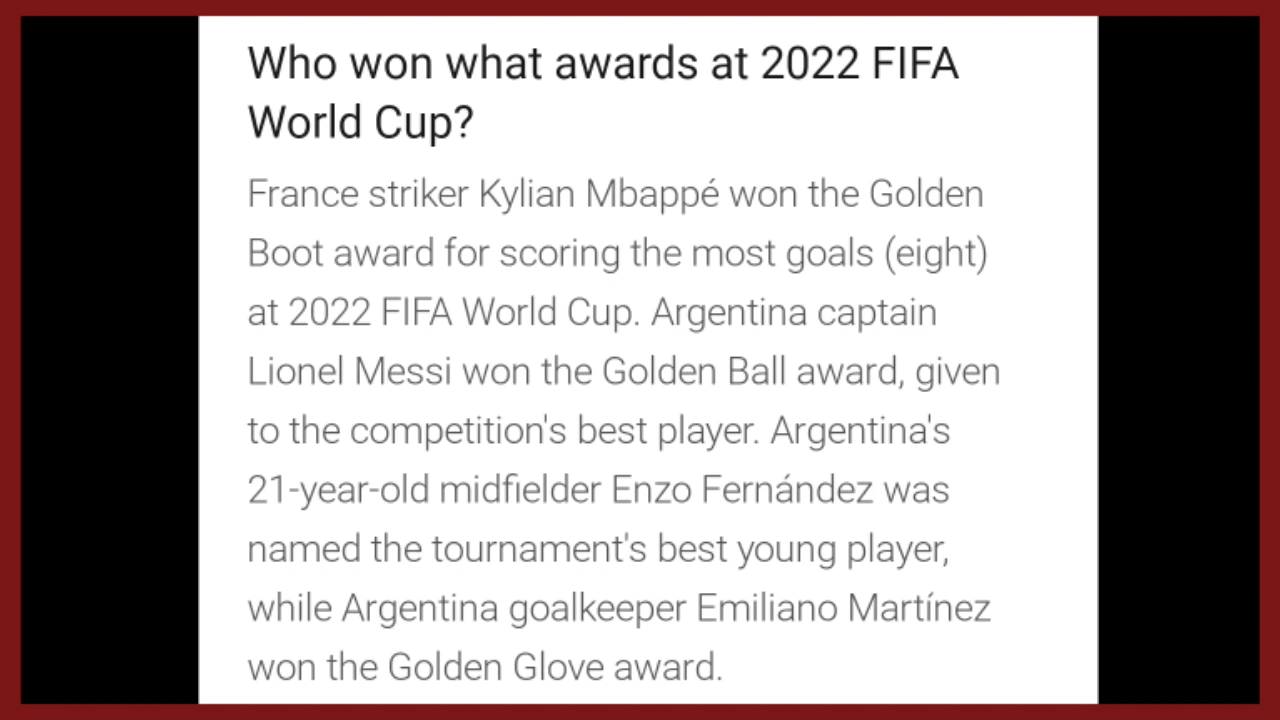 Who won what awards at 2022 FIFA
World Cup?
France striker Kylian Mbappé won the Golden
Boot award for scoring the most goals (eight)
at 2022 FIFA World Cup. Argentina captain
Lionel Messi won the Golden Ball award, given
to the competition's best player. Argentina's
21-year-old midfielder Enzo Fernández was
named the tournament's best young player,
while Argentina goalkeeper Emiliano Martínez
won the Golden Glove award.